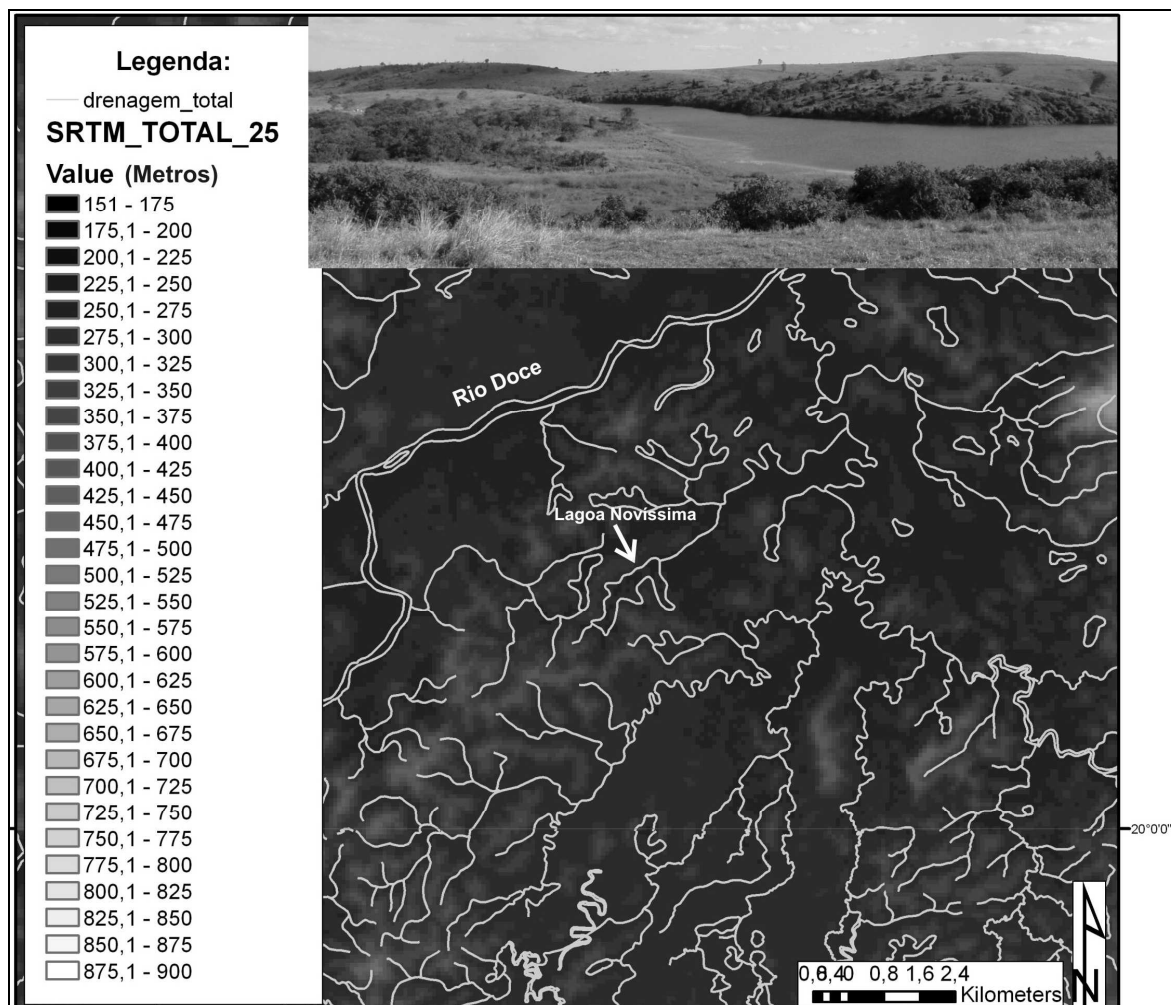 Legenda:
drenagem_total
SRTM_TOTAL_25
Value (Metros)
151 - 175
175,1 - 200
200,1 - 225
225,1 - 250
250,1 - 275
275,1 - 300
300,1 - 325
325,1 - 350
350,1 - 375
375,1 - 400
400,1 - 425
425,1 - 450
450,1 - 475
475,1 - 500
500,1 - 525
525,1 - 550
550,1 - 575
575,1 - 600
600,1 - 625
625,1 - 650
650,1 - 675
675,1 - 700
700,1 - 725
725,1 - 750
750,1 - 775
775,1 - 800
800,1 - 825
825,1 - 850
850,1 - 875
875,1 - 900
Rio Doce
Lagoa Novíssima
20°0'0"
N
0,8 1,6 2,4
Kilometers